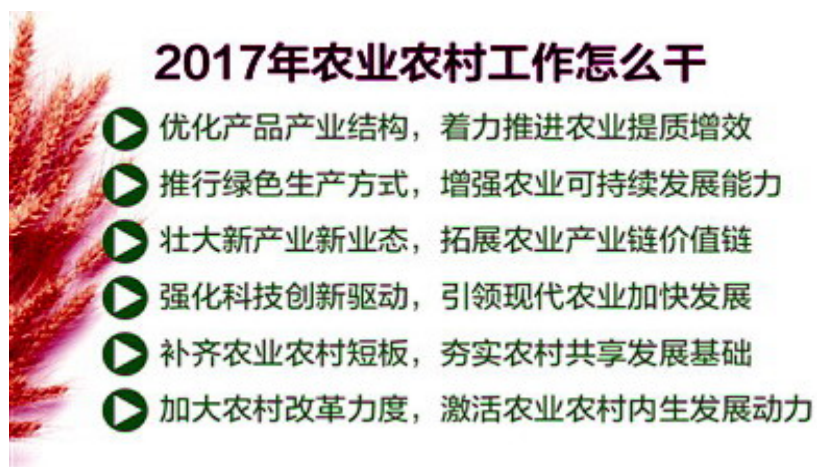 2017年农业农村工作怎么干
优化产品产业结构，着力推进农业提质增效
推行绿色生产方式，增强农业可持续发展能力
壮大新产业新业态，拓展农业产业链价值链
强化科技创新驱动，引领现代农业加快发展
补齐农业农村短板，夯实农村共享发展基础
加大农村改革力度，激活农业农村内生发展动力